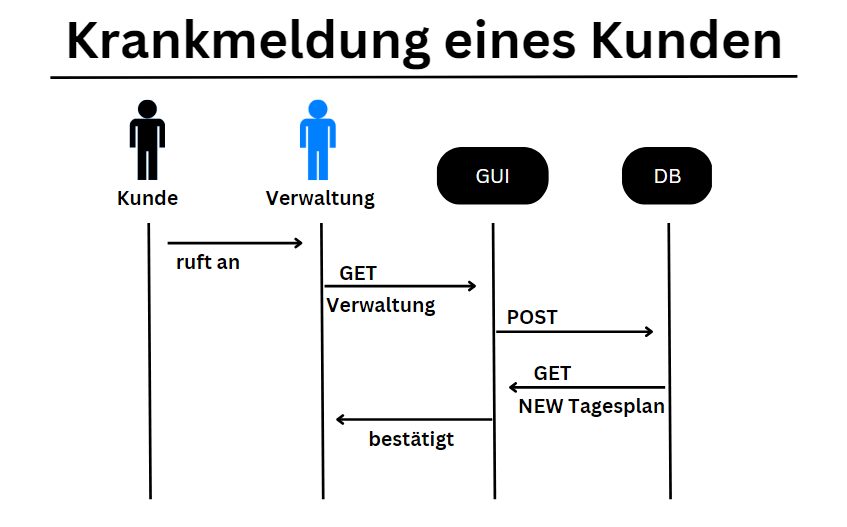 Krankmeldung eines Kunden
Kunde
Verwaltung
GUI
DB
ruft an
GET
Verwaltung
POST
GET
NEW Tagesplan
bestätigt